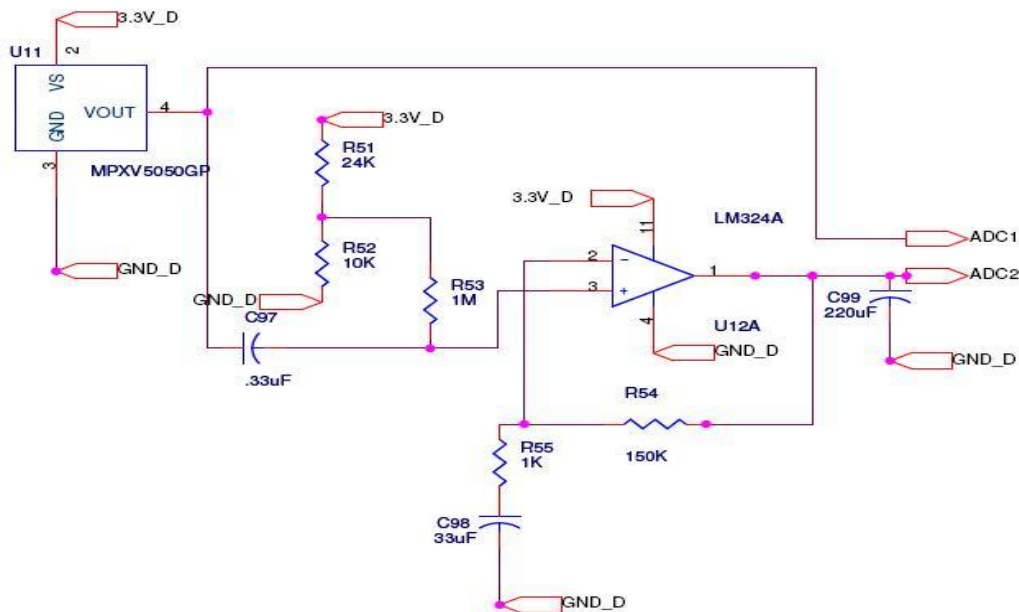 3.3V_D
U11
2
VS
GND
VOUT
4
3
MPXV5050GP
GND_D
3.3V_D
R51
24K
R52
10K
GND_D
R53
1M
C97
.33uF
3.3V_D
LM324A
11
2
3
1
4
U12A
GND_D
ADC1
ADC2
C99
220uF
GND_D
R54
150K
R55
1K
C98
33uF
GND_D